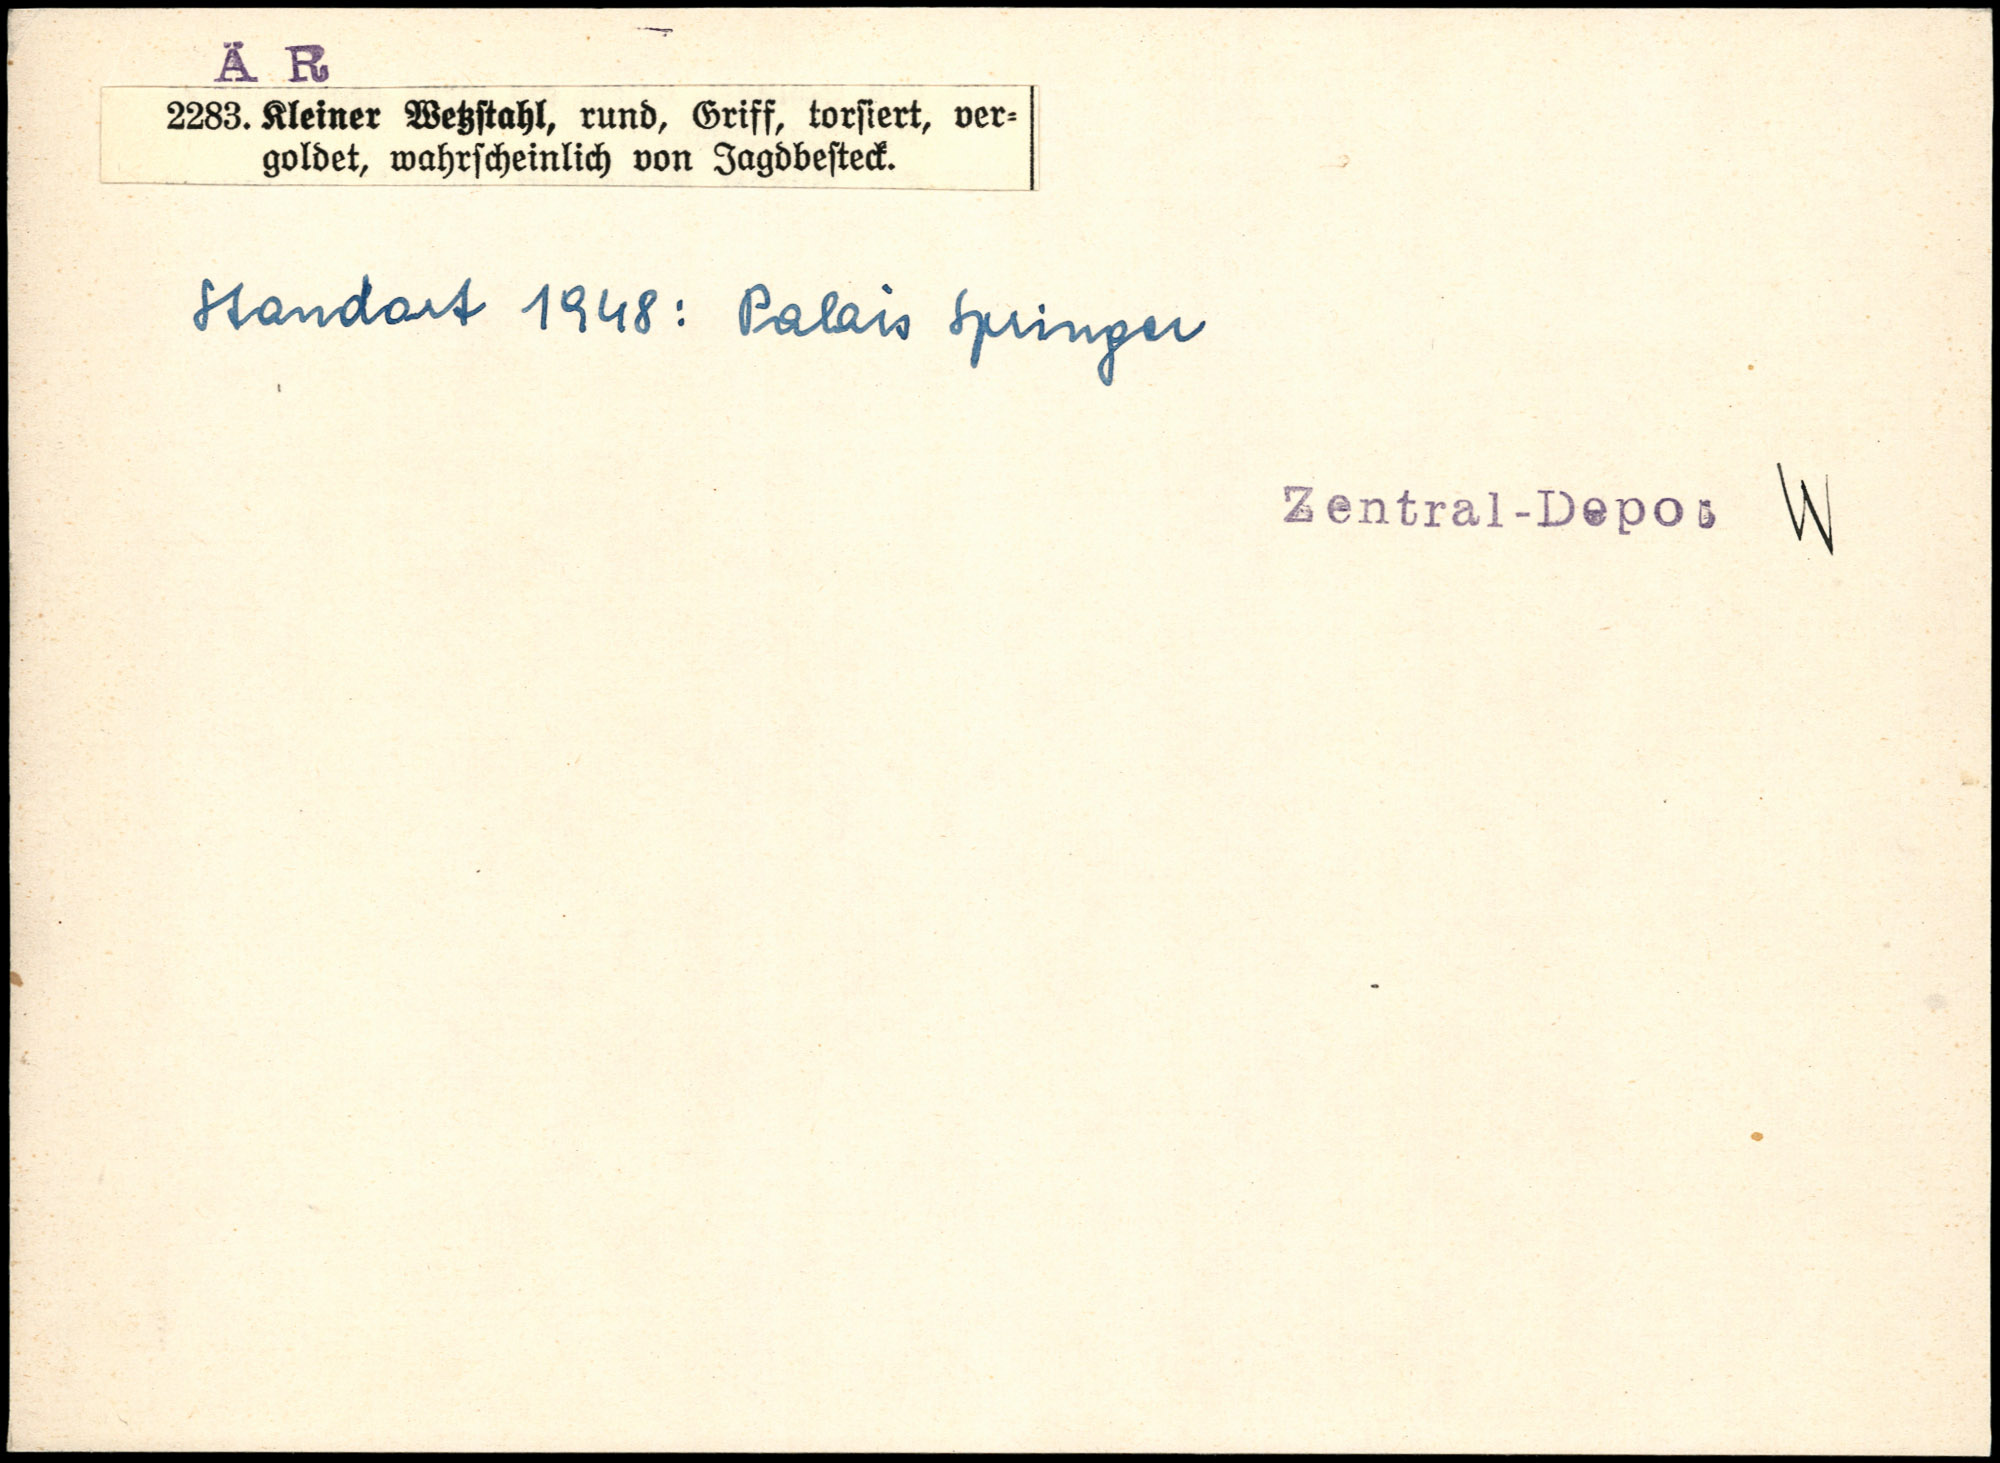 Ä R
2283. Kleiner Wetzstahl, rund, Griff, torsiert, ver-
goldet, wahrscheinlich von Jagdbesteck.
Standort 1948: Palais Springer
Zentral-Depot W